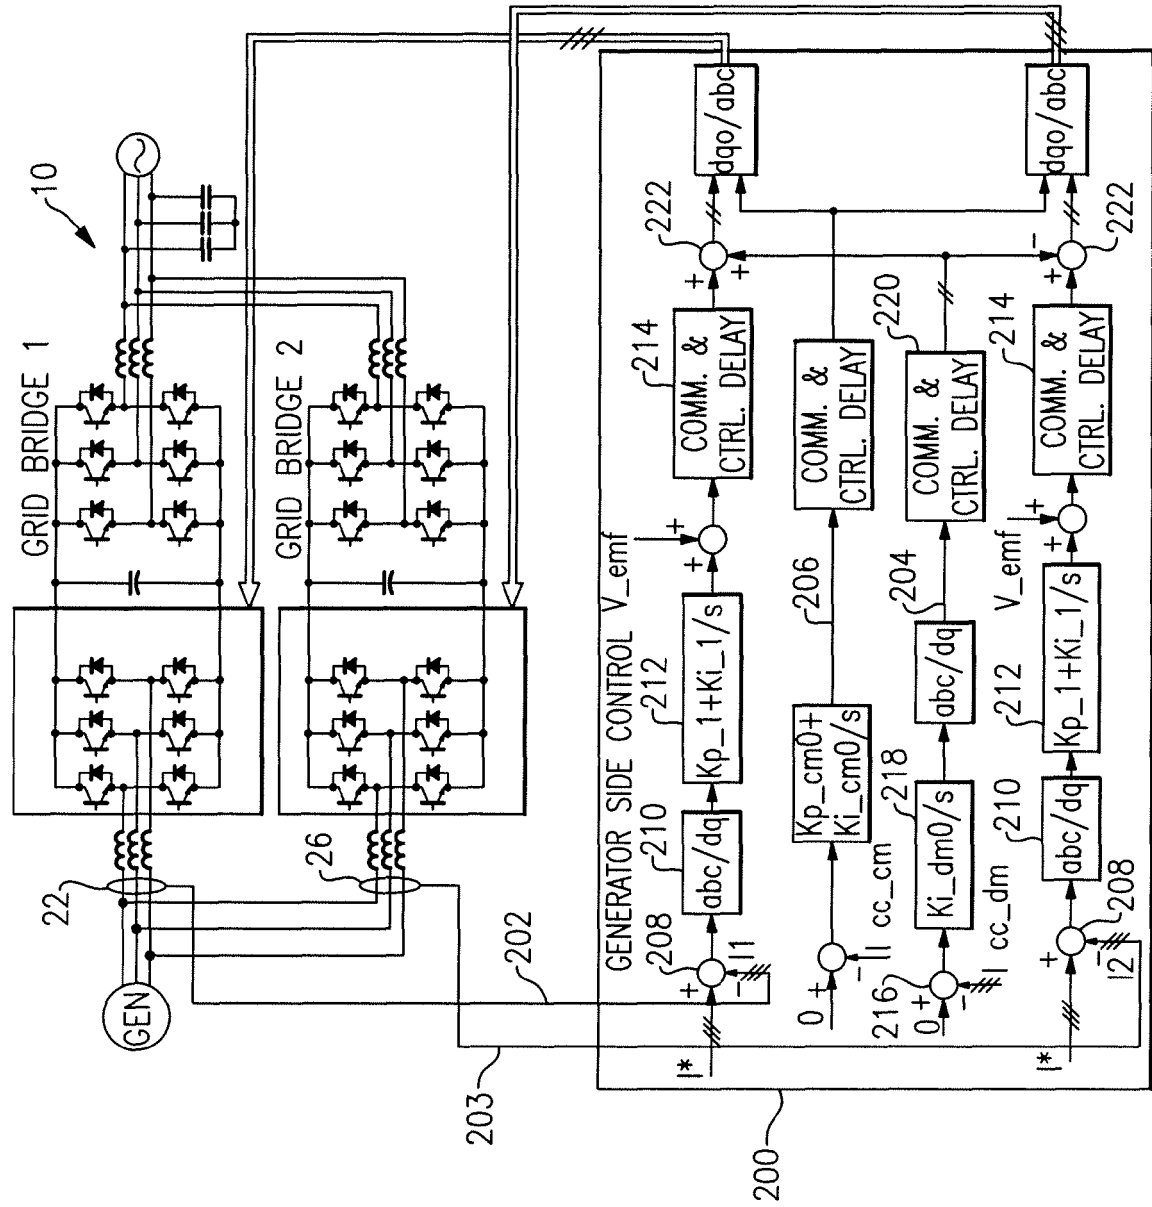 10
GRID BRIDGE 1
GRID BRIDGE 2
22
26
GEN
202
203
200
GENERATOR SIDE CONTROL
I*
+
-
I1
208
210
abc/dq
212
Kp_1+Ki_1/s
V_emf
+
+
214
COMM. &
CTRL. DELAY
+
+
222
dqo/abc
0
+
-
I cc_cm
Kp_cm0+
Ki_cm0/s
206
COMM. &
CTRL. DELAY
0
+
-
216
I cc_dm
218
Ki_dm0/s
204
abc/dq
220
COMM. &
CTRL. DELAY
I*
+
-
I2
208
210
abc/dq
212
Kp_1+Ki_1/s
V_emf
+
+
214
COMM. &
CTRL. DELAY
+
-
222
dqo/abc